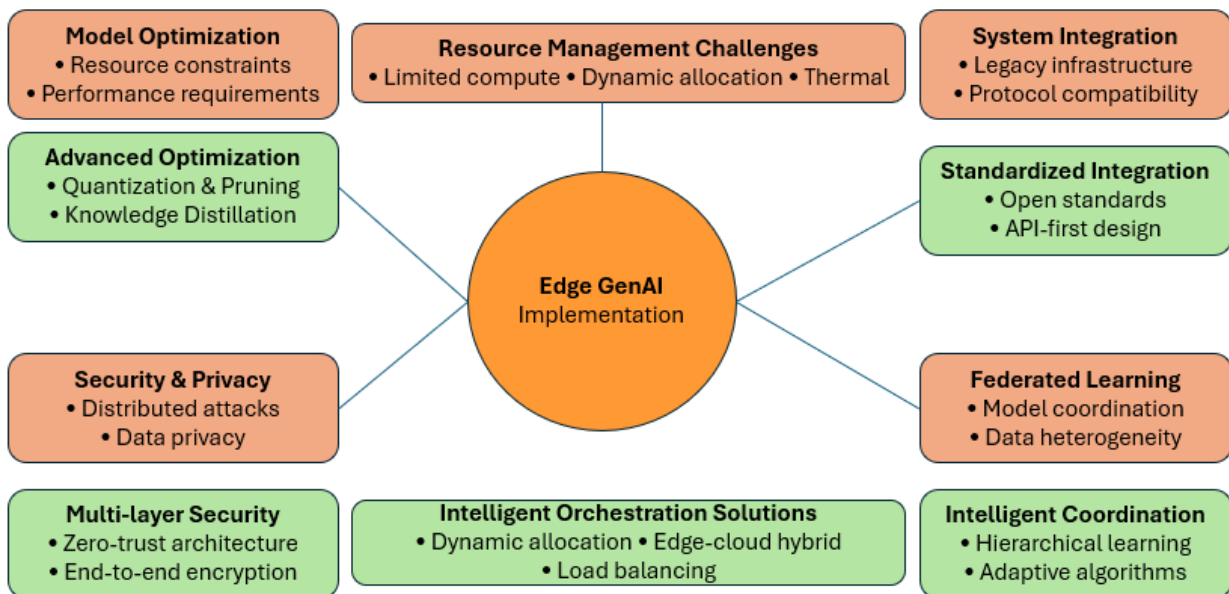 Model Optimization
• Resource constraints
• Performance requirements
Resource Management Challenges
• Limited compute • Dynamic allocation • Thermal
System Integration
• Legacy infrastructure
• Protocol compatibility
Advanced Optimization
• Quantization & Pruning
• Knowledge Distillation
Standardized Integration
• Open standards
• API-first design
Edge GenAI
Implementation
Security & Privacy
• Distributed attacks
• Data privacy
Federated Learning
• Model coordination
• Data heterogeneity
Multi-layer Security
• Zero-trust architecture
• End-to-end encryption
Intelligent Orchestration Solutions
• Dynamic allocation • Edge-cloud hybrid
• Load balancing
Intelligent Coordination
• Hierarchical learning
• Adaptive algorithms